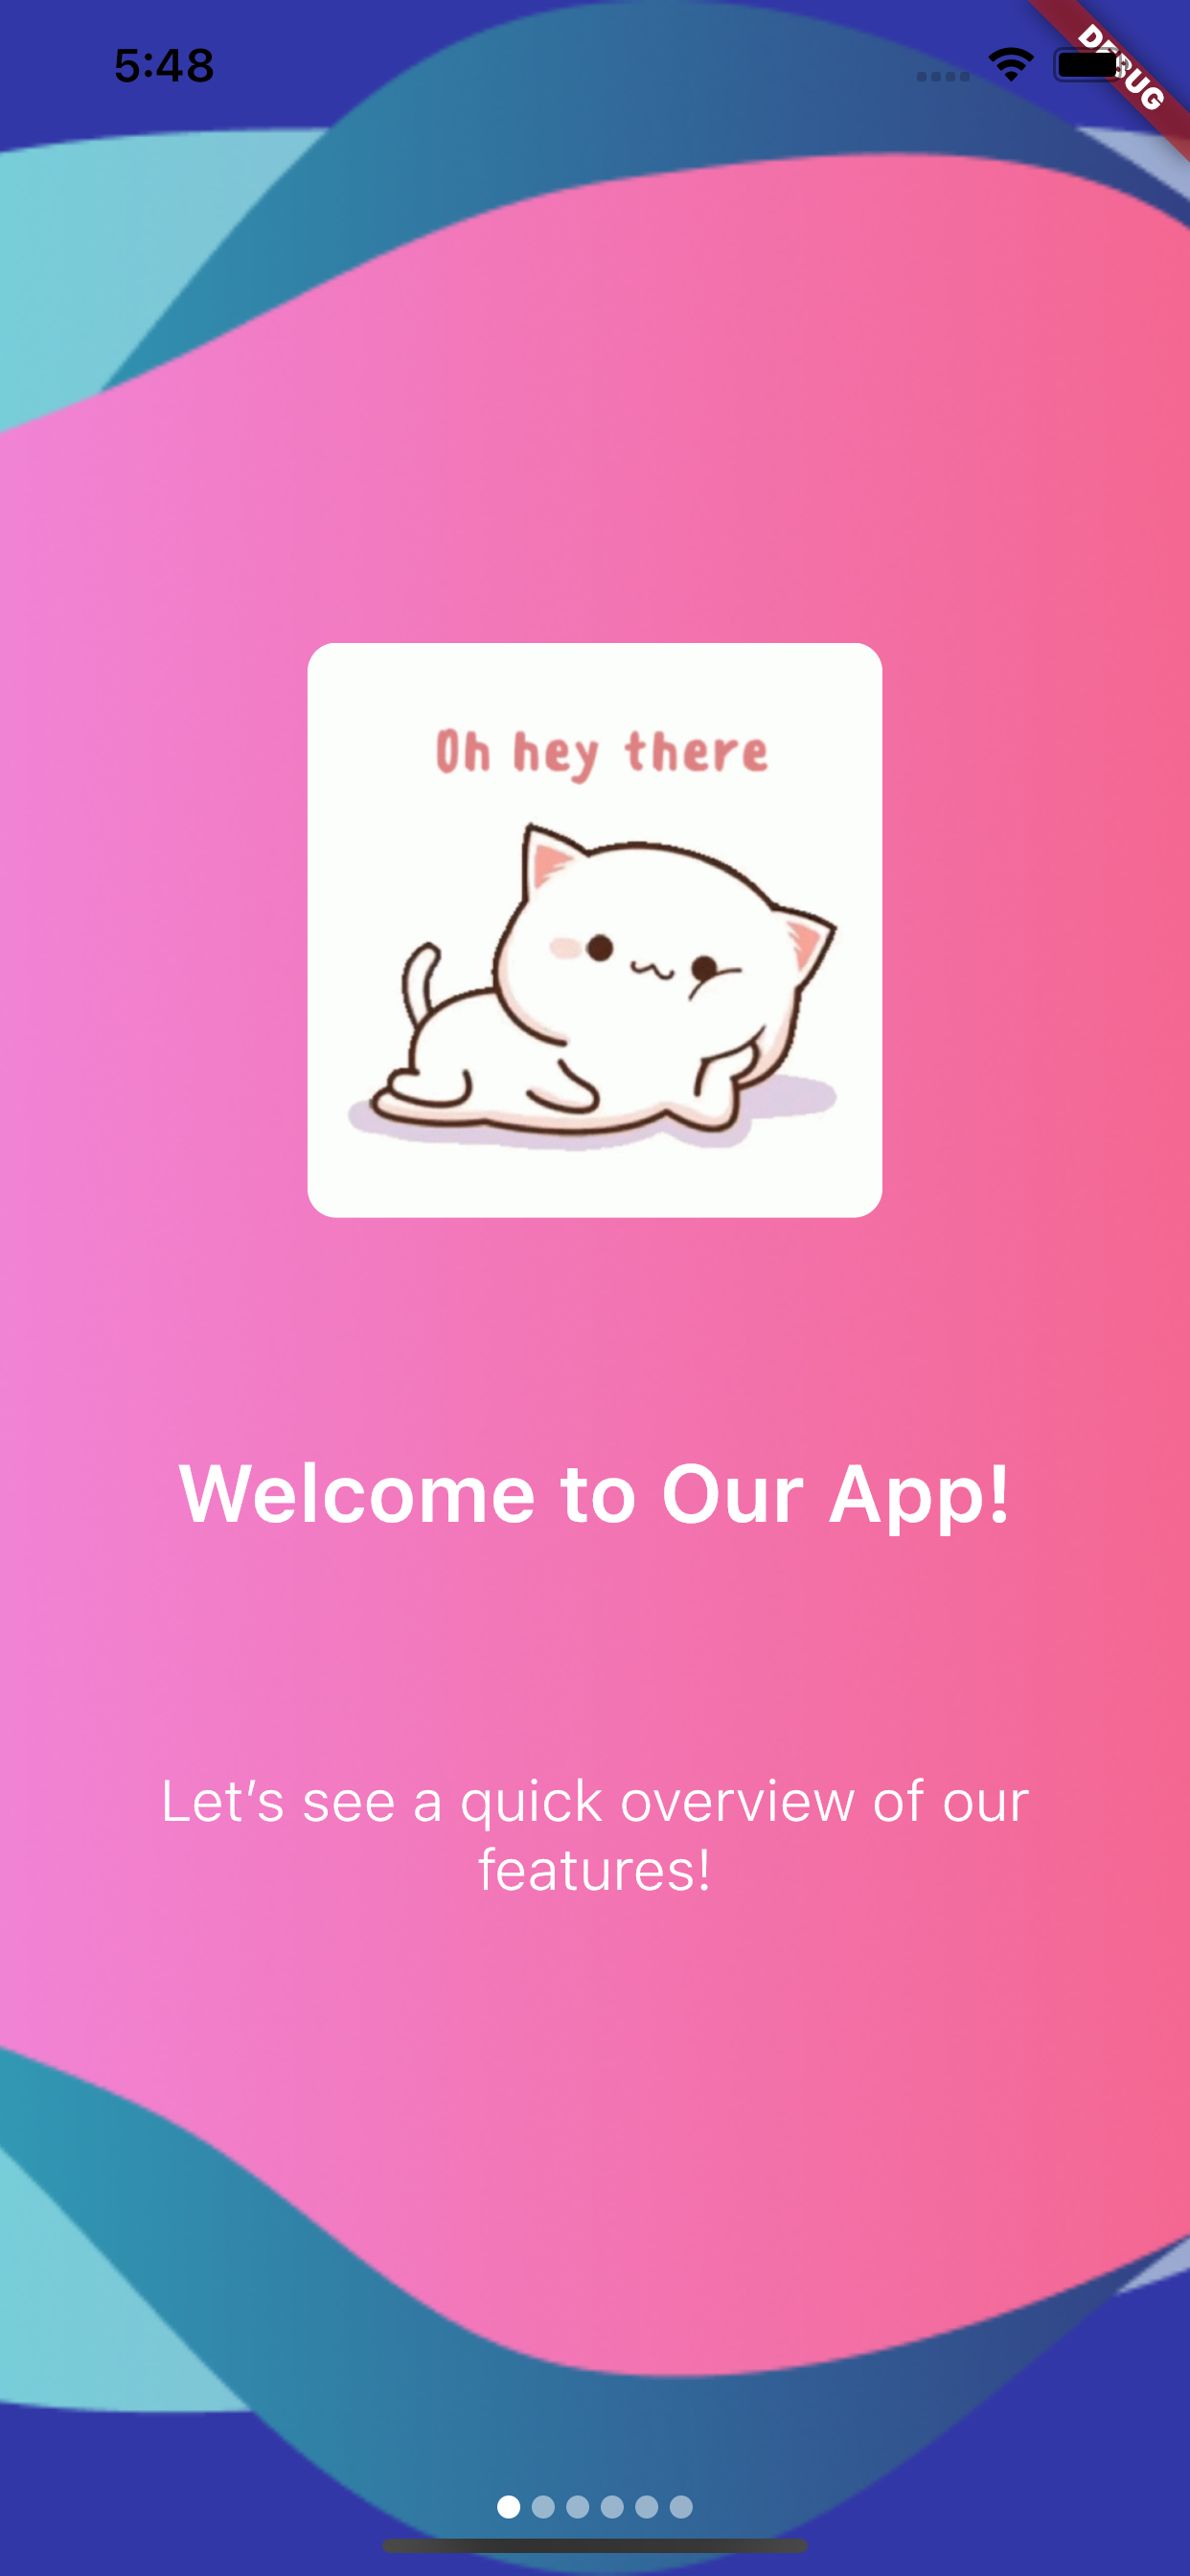 5:48
DEBUG
Oh hey there
Welcome to Our App!
Let’s see a quick overview of our
features!